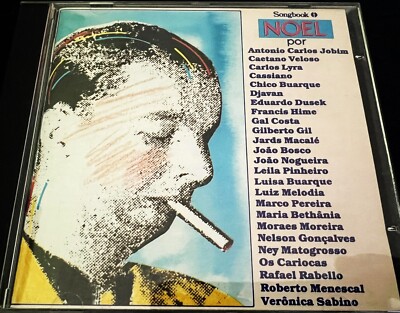 Songbook 1
NOEL
por
Antonio Carlos Jobim
Caetano Veloso
Carlos Lyra
Cassiano
Chico Buarque
Djavan
Eduardo Dusek
Francis Hime
Gal Costa
Gilberto Gil
Jards Macalé
João Bosco
João Nogueira
Leila Pinheiro
Luisa Buarque
Luiz Melodia
Marco Pereira
Maria Bethânia
Moraes Moreira
Nelson Gonçalves
Ney Matogrosso
Os Cariocas
Rafael Rabello
Roberto Menescal
Verônica Sabino